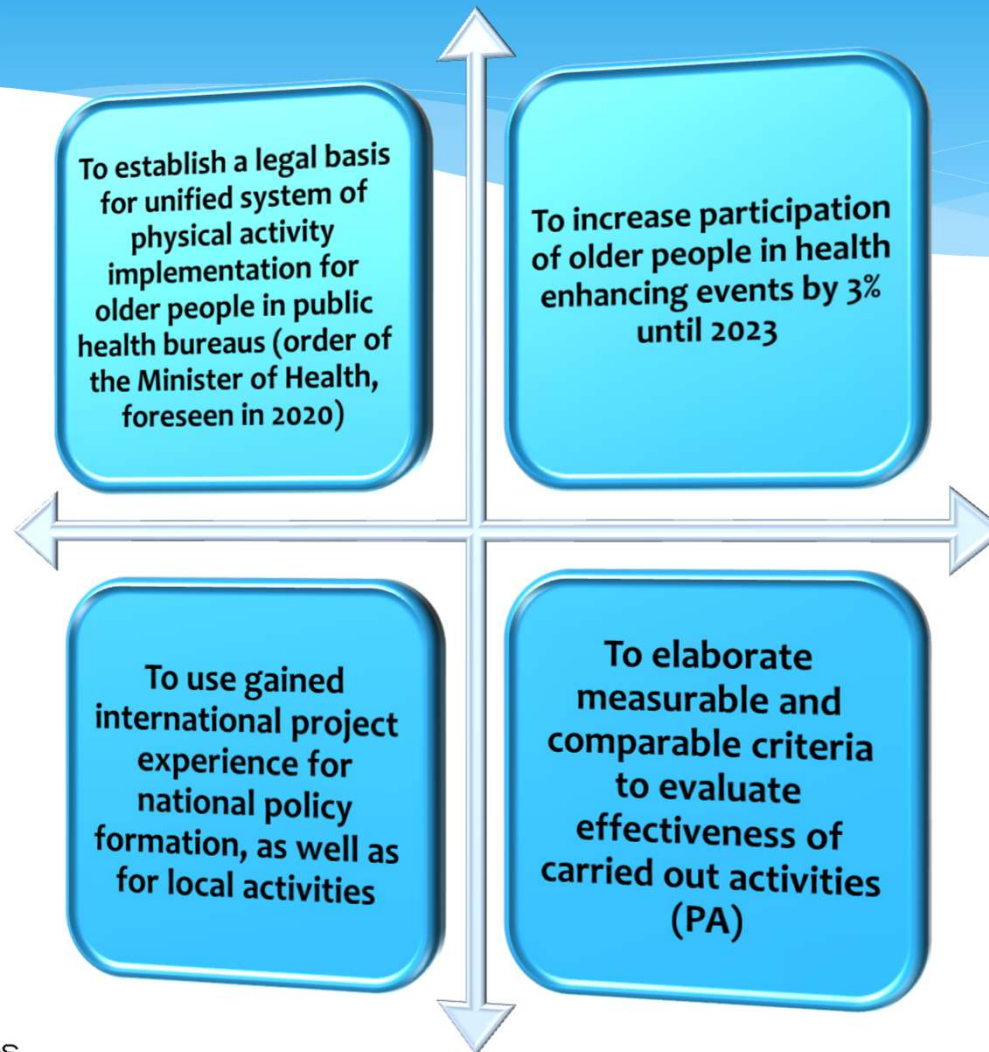 To establish a legal basis
for unified system of
physical activity
implementation for
older people in public
health bureaus (order of
the Minister of Health,
foreseen in 2020)
To increase participation
of older people in health
enhancing events by 3%
until 2023
To use gained
international project
experience for
national policy
formation, as well as
for local activities
To elaborate
measurable and
comparable criteria
to evaluate
effectiveness of
carried out activities
(PA)